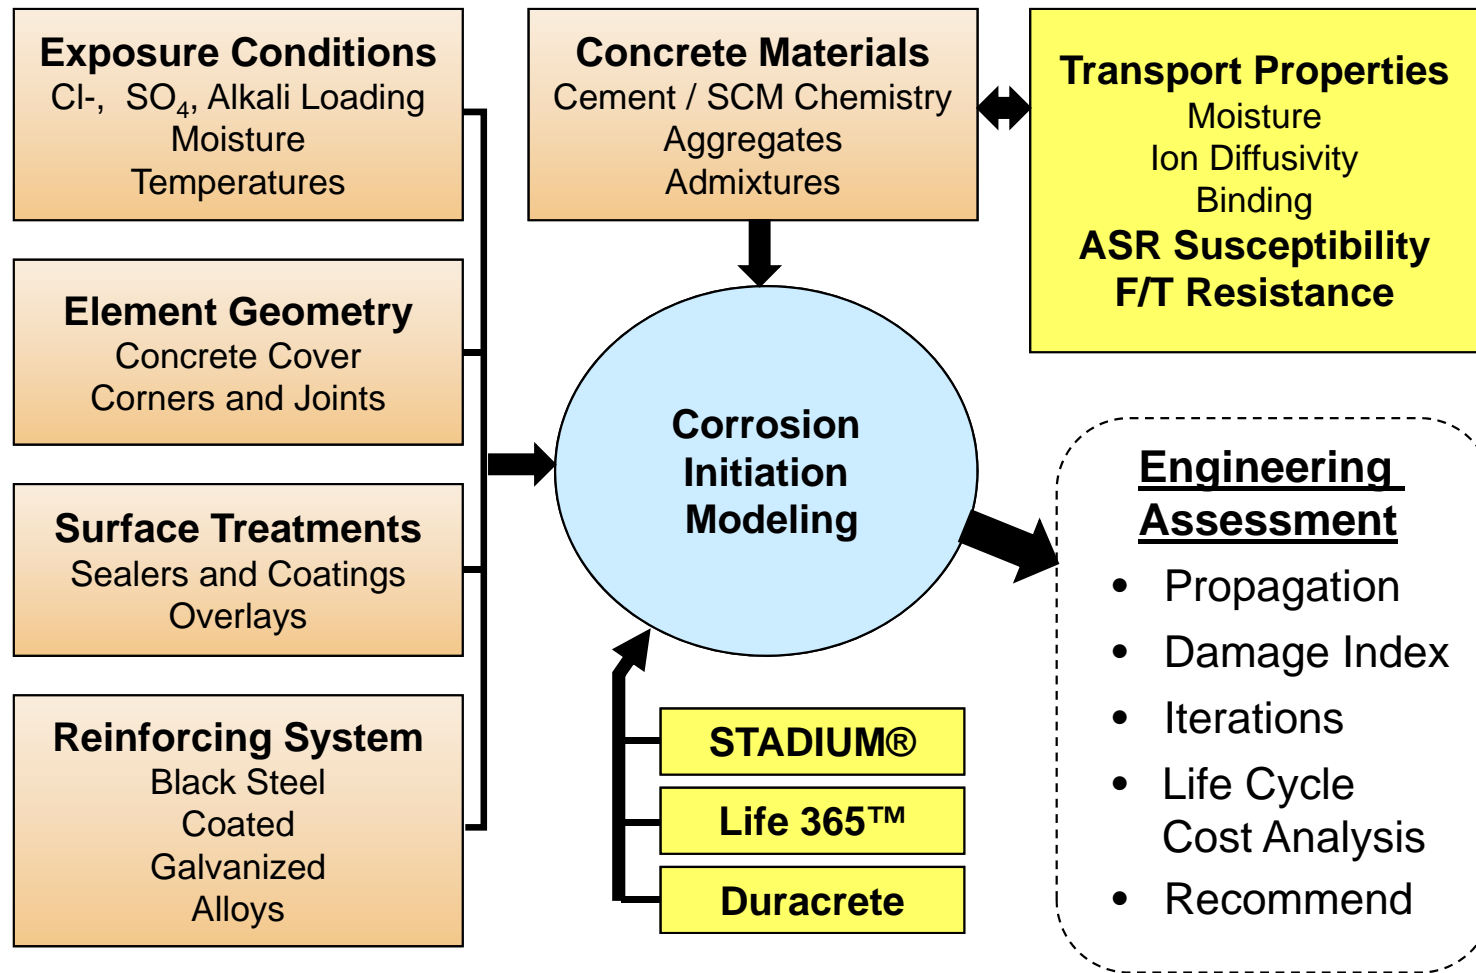 Exposure Conditions
Cl-, SO₄, Alkali Loading
Moisture
Temperatures
Element Geometry
Concrete Cover
Corners and Joints
Surface Treatments
Sealers and Coatings
Overlays
Reinforcing System
Black Steel
Coated
Galvanized
Alloys
Concrete Materials
Cement / SCM Chemistry
Aggregates
Admixtures
Transport Properties
Moisture
Ion Diffusivity
Binding
ASR Susceptibility
F/T Resistance
Corrosion
Initiation
Modeling
STADIUM®
Life 365™
Duracrete
Engineering
Assessment
• Propagation
• Damage Index
• Iterations
• Life Cycle
Cost Analysis
• Recommend